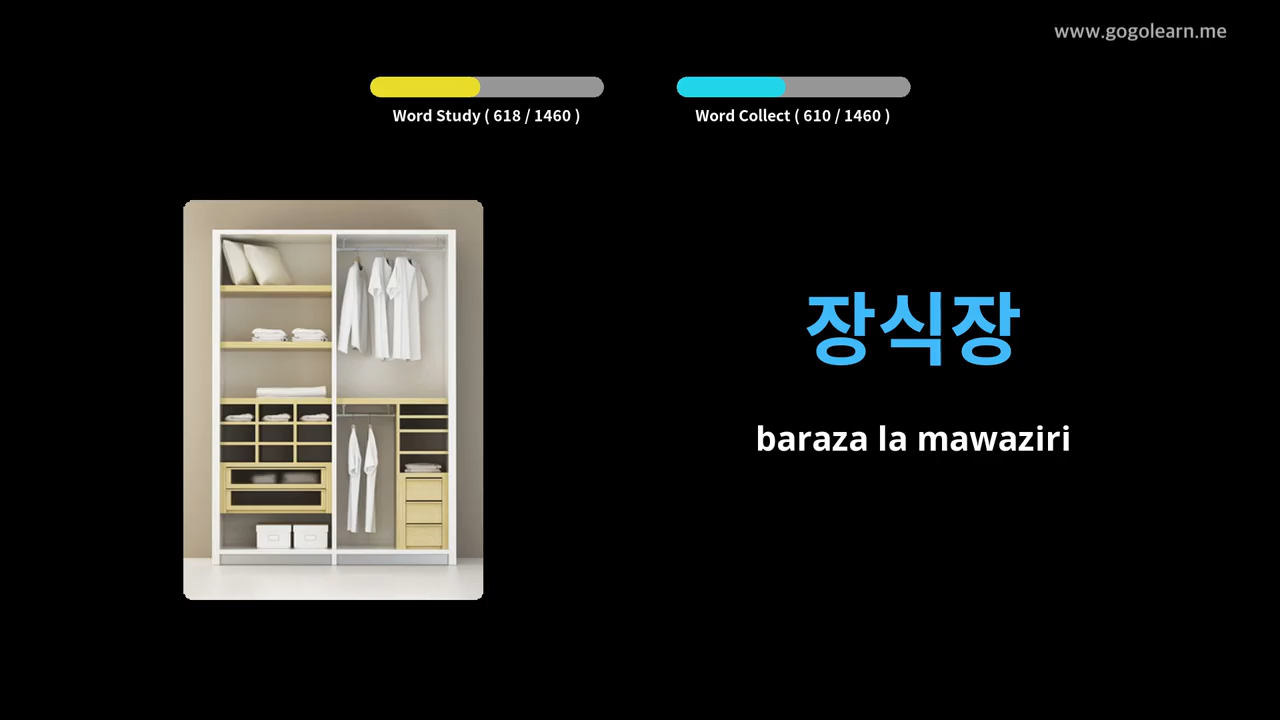 www.gogolearn.me
Word Study ( 618 / 1460 )
Word Collect ( 610 / 1460 )
장식장
baraza la mawaziri